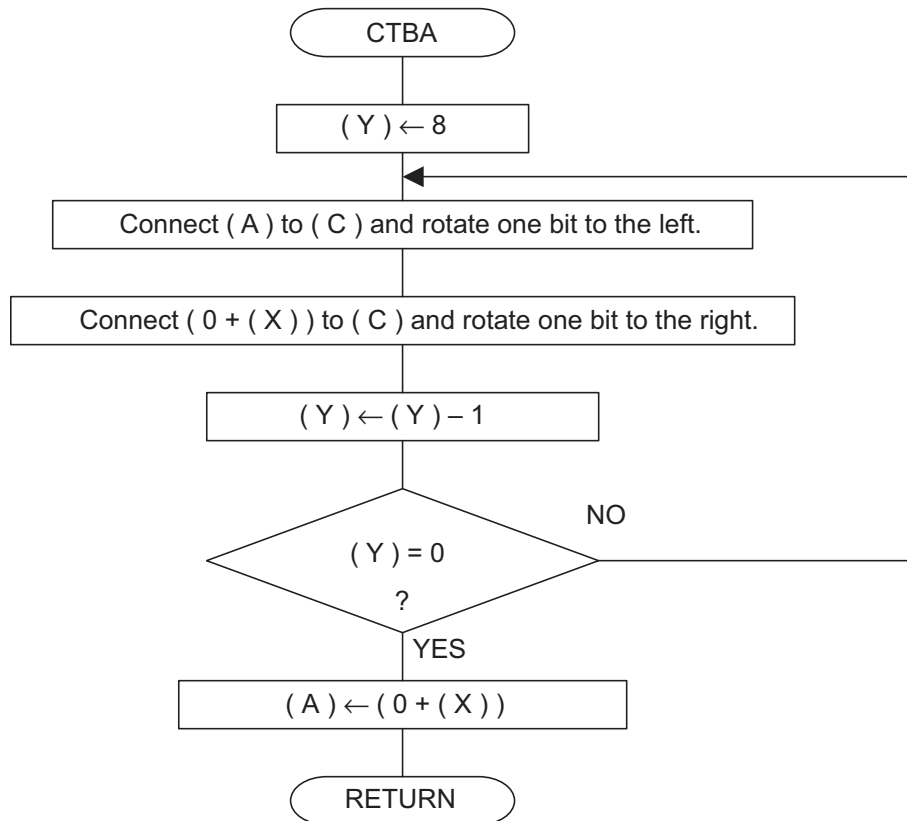 CTBA
( Y ) ← 8
Connect ( A ) to ( C ) and rotate one bit to the left.
Connect ( 0 + ( X ) ) to ( C ) and rotate one bit to the right.
( Y ) ← ( Y ) – 1
NO
( Y ) = 0
?
YES
( A ) ← ( 0 + ( X ) )
RETURN